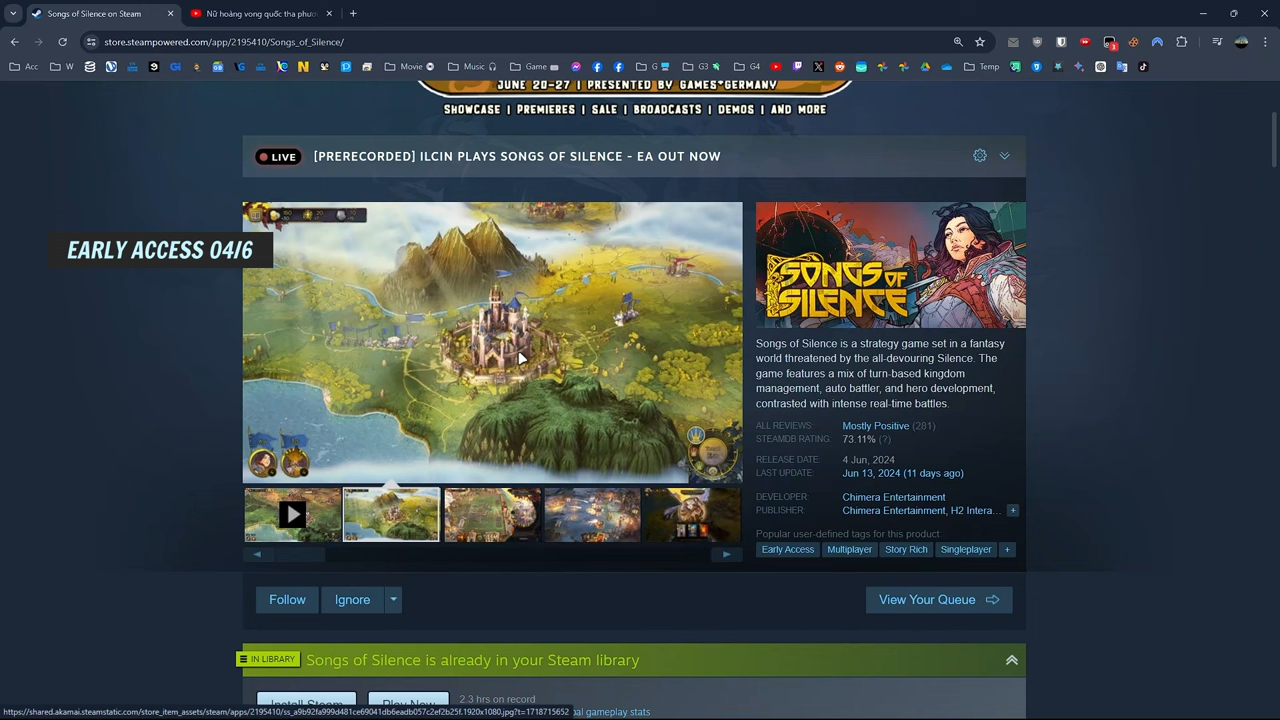 Songs of Silence on Steam
Nữ hoàng vong quốc tha phươ
store.steampowered.com/app/2195410/Songs_of_Silence/
Acc
W
Movie
Music
Game
G
G3
G4
Temp
JUNE 20-27 | PRESENTED BY GAMES+GERMANY
SHOWCASE | PREMIERES | SALE | BROADCASTS | DEMOS | AND MORE
LIVE
[PRERECORDED] ILCIN PLAYS SONGS OF SILENCE - EA OUT NOW
EARLY ACCESS 04/6
SONGS OF
SILENCE
Songs of Silence is a strategy game set in a fantasy
world threatened by the all-devouring Silence. The
game features a mix of turn-based kingdom
management, auto battler, and hero development,
contrasted with intense real-time battles.
ALL REVIEWS Mostly Positive (281)
STEAMDB RATING: 73.11% (?)
RELEASE DATE: 4 Jun, 2024
LAST UPDATE: Jun 13, 2024 (11 days ago)
DEVELOPER: Chimera Entertainment
PUBLISHER: Chimera Entertainment, H2 Intera... +
Popular user-defined tags for this product
Early Access Multiplayer Story Rich Singleplayer +
Follow Ignore View Your Queue
IN LIBRARY Songs of Silence is already in your Steam library
Install Steam Play Now 2.3 hrs on record
https://shared.akamai.steamstatic.com/store_item_assets/steam/apps/2195410/ss_a9b92fa999d481ce69041db6eadb057c2ef2b25f.1920x1080.jpg?t=1718715652 bal gameplay stats